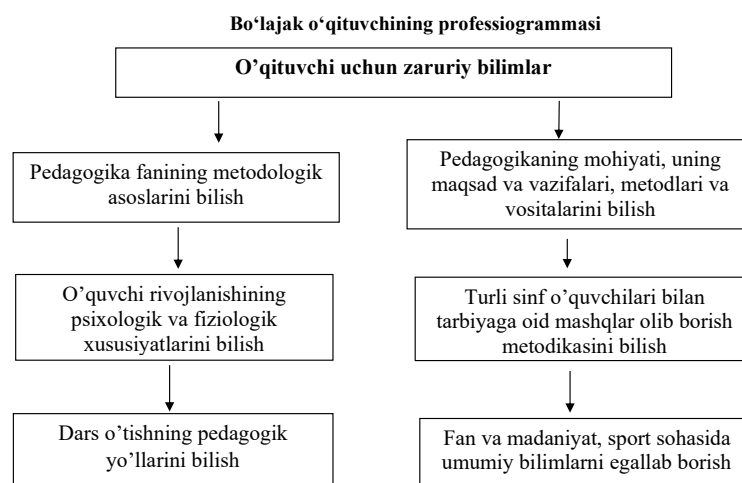 Bo‘lajak o‘qituvchining professiogrammasi
O’qituvchi uchun zaruriy bilimlar
Pedagogika fanining metodologik
asoslarini bilish
Pedagogikaning mohiyati, uning
maqsad va vazifalari, metodlari va
vositalarini bilish
O’quvchi rivojlanishining
psixologik va fiziologik
xususiyatlarini bilish
Turli sinf o’quvchilari bilan
tarbiyaga oid mashqlar olib borish
metodikasini bilish
Dars o’tishning pedagogik
yo’llarini bilish
Fan va madaniyat, sport sohasida
umumiy bilimlarni egallab borish